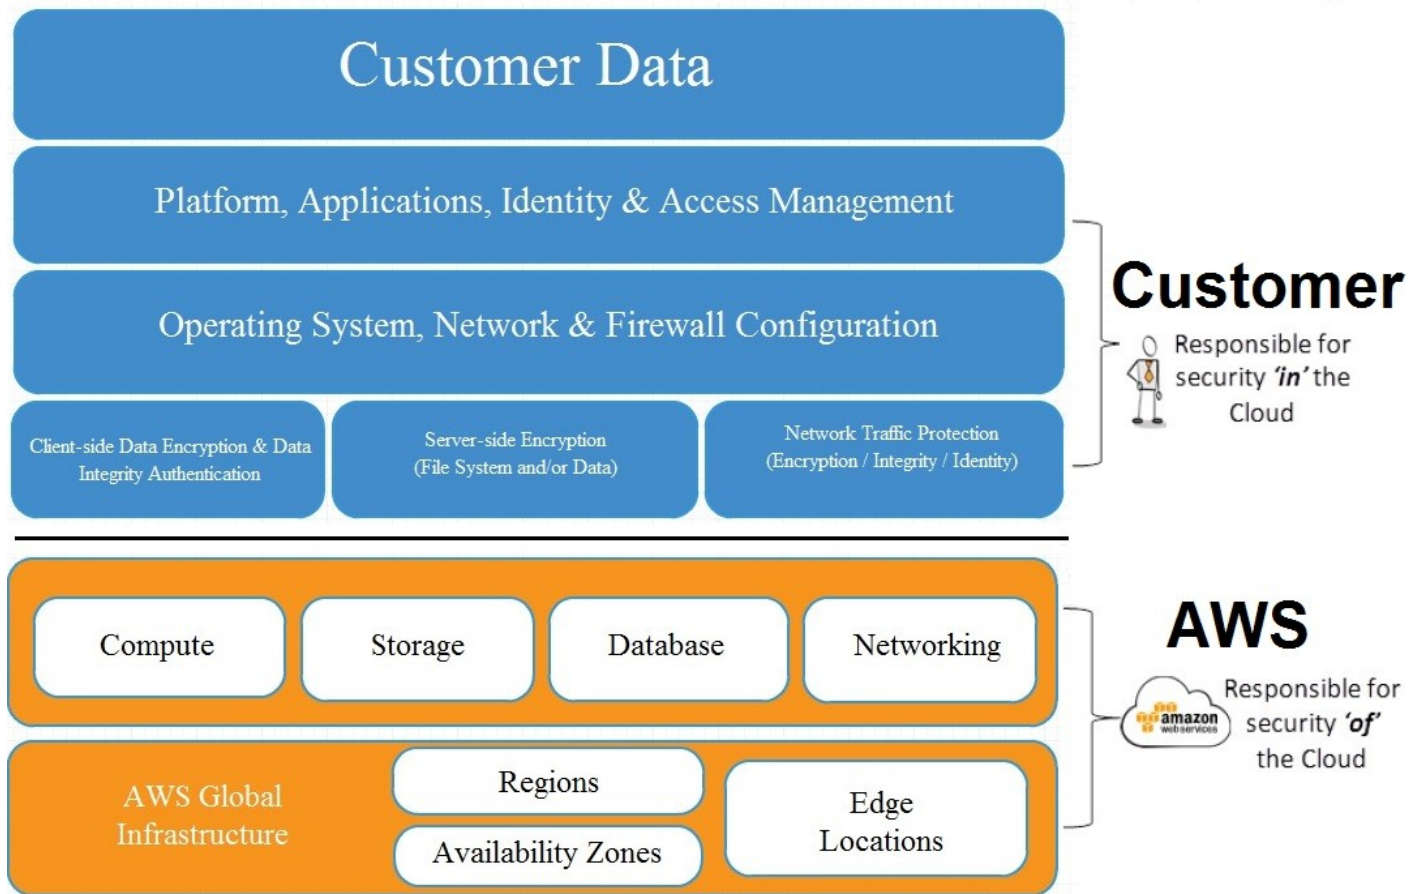 Customer Data
Platform, Applications, Identity & Access Management
Operating System, Network & Firewall Configuration
Client-side Data Encryption & Data
Integrity Authentication
Server-side Encryption
(File System and/or Data)
Network Traffic Protection
(Encryption / Integrity / Identity)
Customer
Responsible for
security 'in' the
Cloud
Compute
Storage
Database
Networking
AWS Global
Infrastructure
Regions
Availability Zones
Edge
Locations
AWS
amazon
webservices
Responsible for
security 'of'
the Cloud